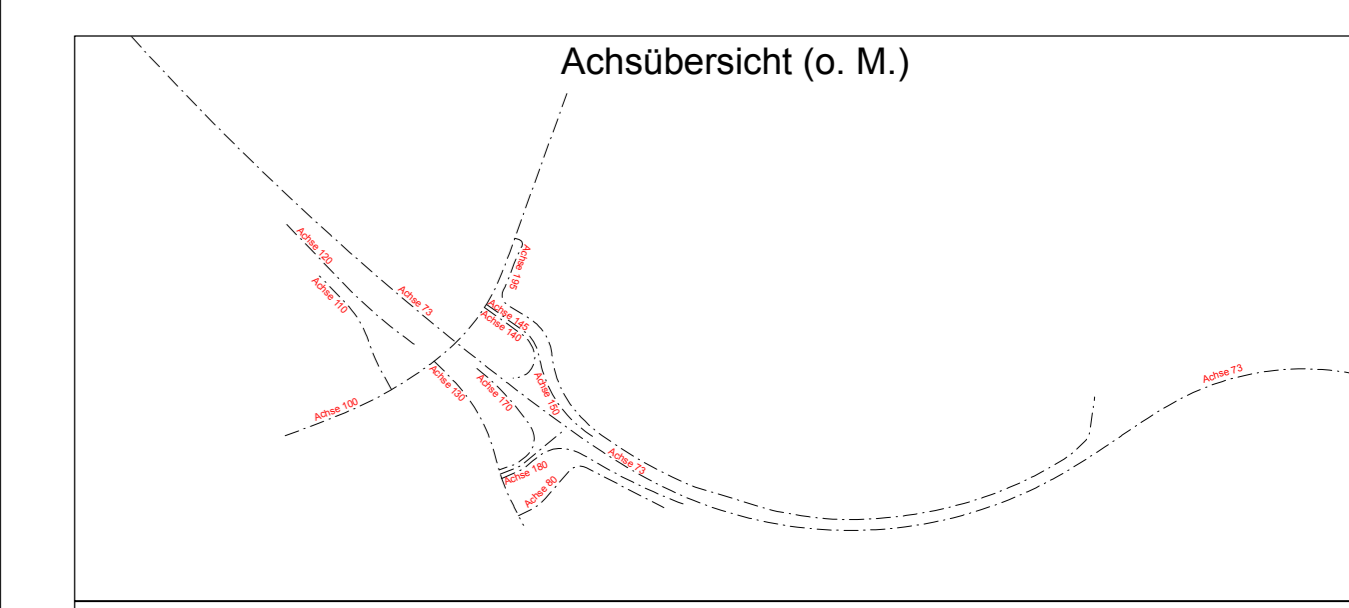 Achsübersicht (o. M.)
Achse 120
Achse 110
Achse 73
Achse 195
Achse 145
Achse 140
Achse 130
Achse 170
Achse 150
Achse 100
Achse 73
Achse 73
Achse 180
Achse 80